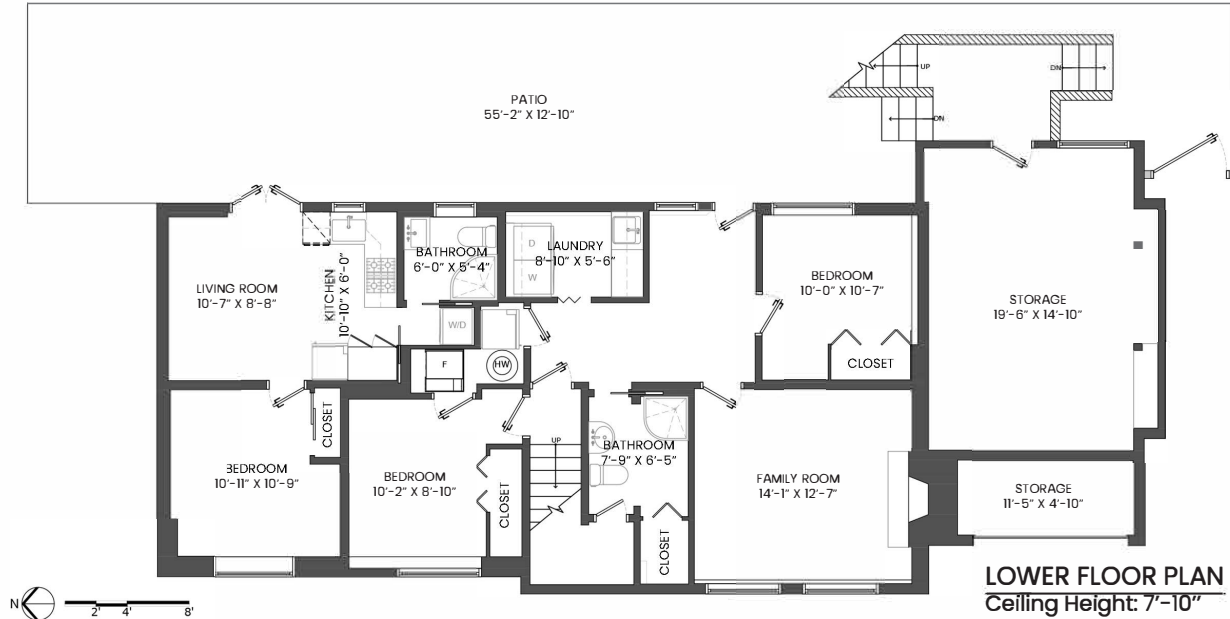 PATIO
55'-2" X 12'-10"
UP
DN
DN
LIVING ROOM
10'-7" X 8'-8"
KITCHEN
10'-10" X 6'-0"
BATHROOM
6'-0" X 5'-4"
D
W
LAUNDRY
8'-10" X 5'-6"
BEDROOM
10'-0" X 10'-7"
CLOSET
STORAGE
19'-6" X 14'-10"
W/D
F
HW
BEDROOM
10'-11" X 10'-9"
CLOSET
BEDROOM
10'-2" X 8'-10"
CLOSET
UP
BATHROOM
7'-9" X 6'-5"
CLOSET
FAMILY ROOM
14'-1" X 12'-7"
STORAGE
11'-5" X 4'-10"
N
2' 4' 8'
LOWER FLOOR PLAN
Ceiling Height: 7'-10"